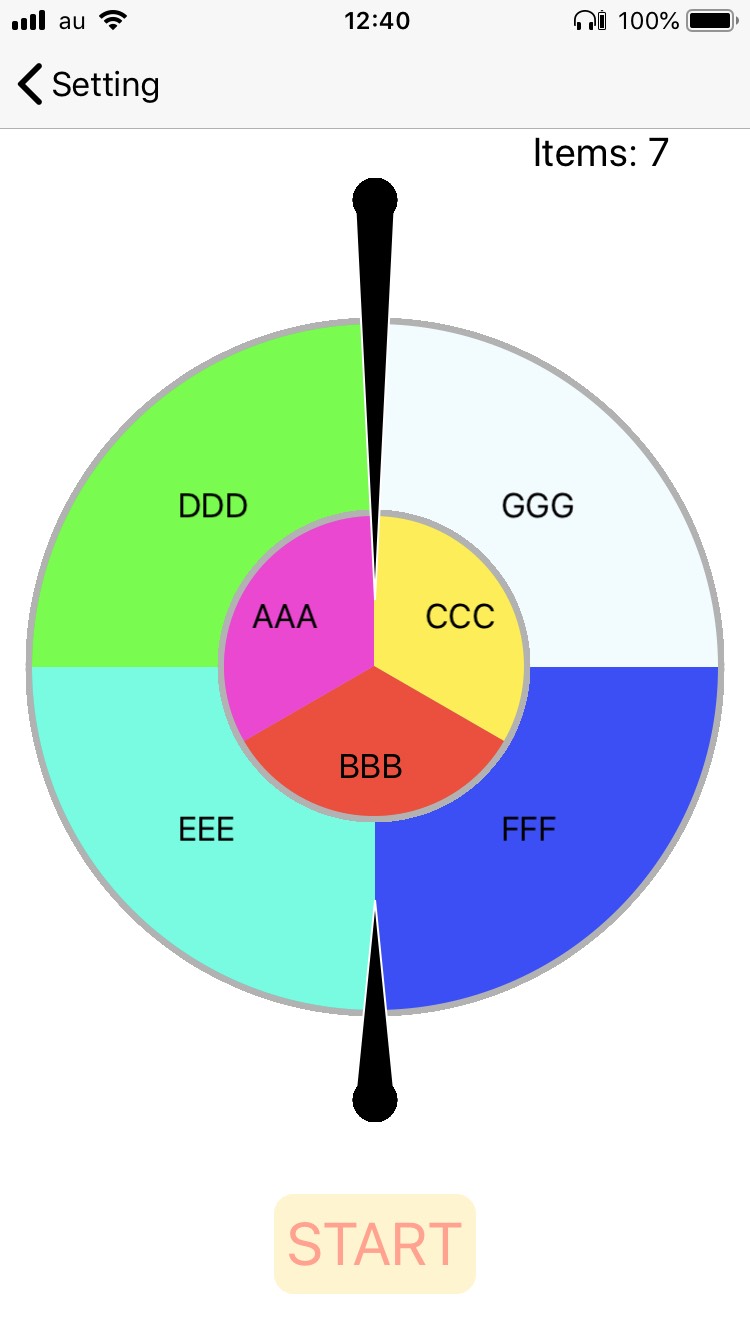 au 12:40 100%
Setting
Items: 7
DDD GGG
AAA CCC
BBB
EEE FFF
START